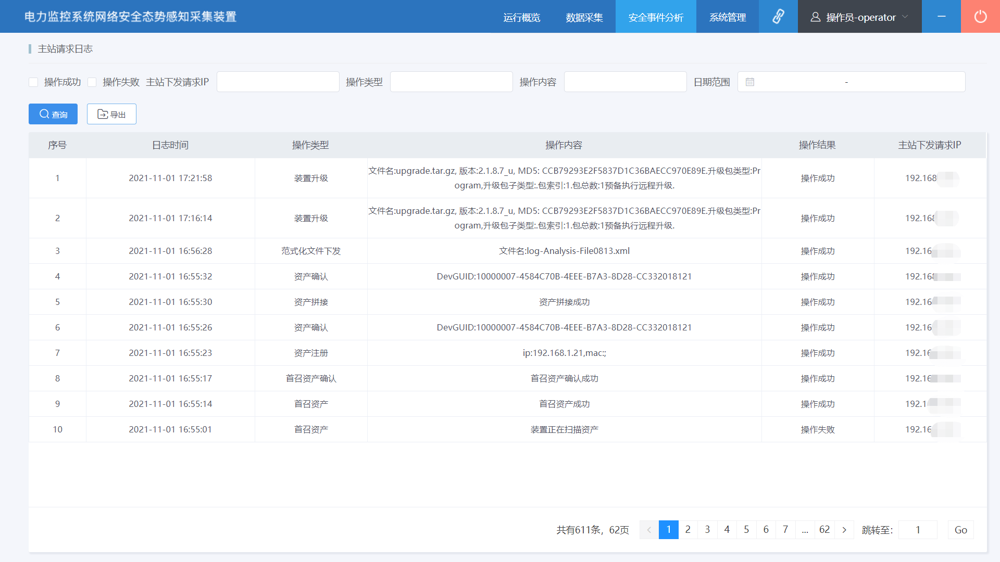 电力监控系统网络安全态势感知采集装置
运行概览 数据采集 安全事件分析 系统管理 操作员-operator
主站请求日志
操作成功 操作失败 主站下发请求IP 操作类型 操作内容 日期范围 -
查询 导出
序号 日志时间 操作类型 操作内容 操作结果 主站下发请求IP
1 2021-11-01 17:21:58 装置升级 文件名:upgrade.tar.gz, 版本:2.1.8.7_u, MD5: CCB79293E2F5837D1C36BAECC970E89E.升级包类型:Pr 操作成功 192.168
ogram,升级包子类型:.包索引:1.包总数:1预备执行远程升级.
2 2021-11-01 17:16:14 装置升级 文件名:upgrade.tar.gz, 版本:2.1.8.7_u, MD5: CCB79293E2F5837D1C36BAECC970E89E.升级包类型:Pr 操作成功 192.168
ogram,升级包子类型:.包索引:1.包总数:1预备执行远程升级.
3 2021-11-01 16:56:28 范式化文件下发 文件名:log-Analysis-File0813.xml 操作成功 192.16
4 2021-11-01 16:55:32 资产确认 DevGUID:10000007-4584C70B-4EEE-B7A3-8D28-CC332018121 操作成功 192.168
5 2021-11-01 16:55:30 资产拼接 资产拼接成功 操作成功 192.16
6 2021-11-01 16:55:26 资产确认 DevGUID:10000007-4584C70B-4EEE-B7A3-8D28-CC332018121 操作成功 192.16
7 2021-11-01 16:55:23 资产注册 ip:192.168.1.21,mac:; 操作成功 192.16
8 2021-11-01 16:55:17 首召资产确认 首召资产确认成功 操作成功 192.16
9 2021-11-01 16:55:14 首召资产 首召资产成功 操作成功 192.1
10 2021-11-01 16:55:01 首召资产 装置正在扫描资产 操作失败 192.16
共有611条，62页 < 1 2 3 4 5 6 7 ... 62 > 跳转至： 1 Go